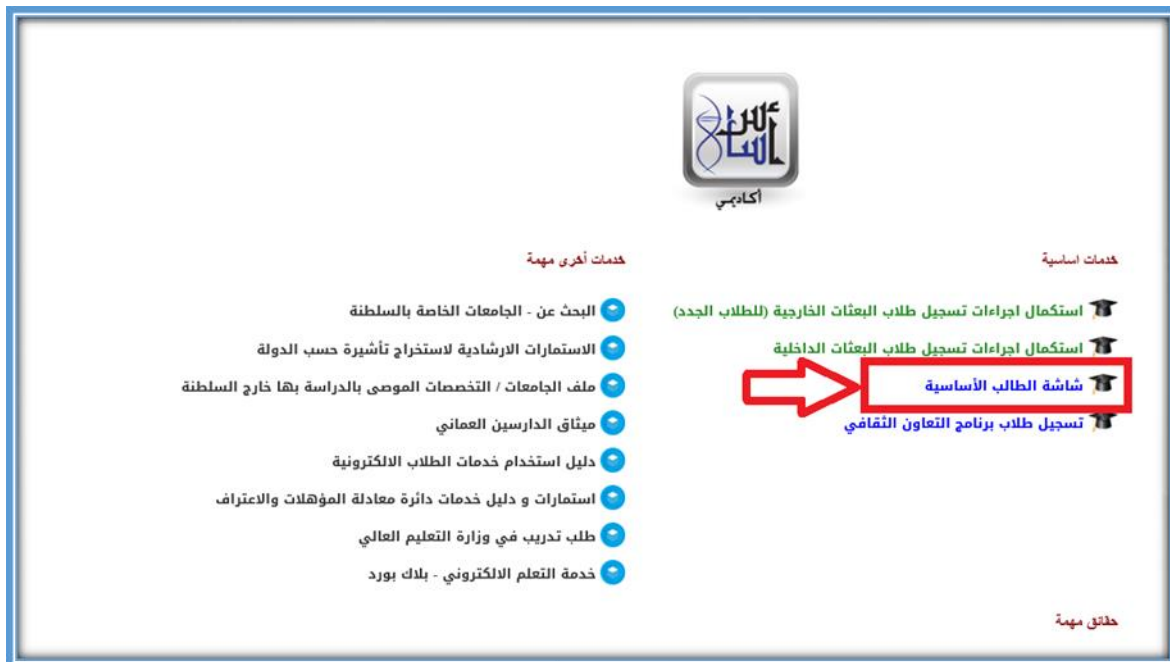 أساس
أكاديمي
خدمات اساسية
استكمال اجراءات تسجيل طلاب البعثات الخارجية (للطلاب الجدد)
استكمال اجراءات تسجيل طلاب البعثات الداخلية
شاشة الطالب الأساسية
تسجيل طلاب برنامج التعاون الثقافي
خدمات أخرى مهمة
البحث عن - الجامعات الخاصة بالسلطنة
الاستمارات الارشادية لاستخراج تأشيرة حسب الدولة
ملف الجامعات / التخصصات الموصى بالدراسة بها خارج السلطنة
ميثاق الدارسين العماني
دليل استخدام خدمات الطلاب الالكترونية
استمارات و دليل خدمات دائرة معادلة المؤهلات والاعتراف
طلب تدريب في وزارة التعليم العالي
خدمة التعلم الالكتروني - بلاك بورد
حقائق مهمة